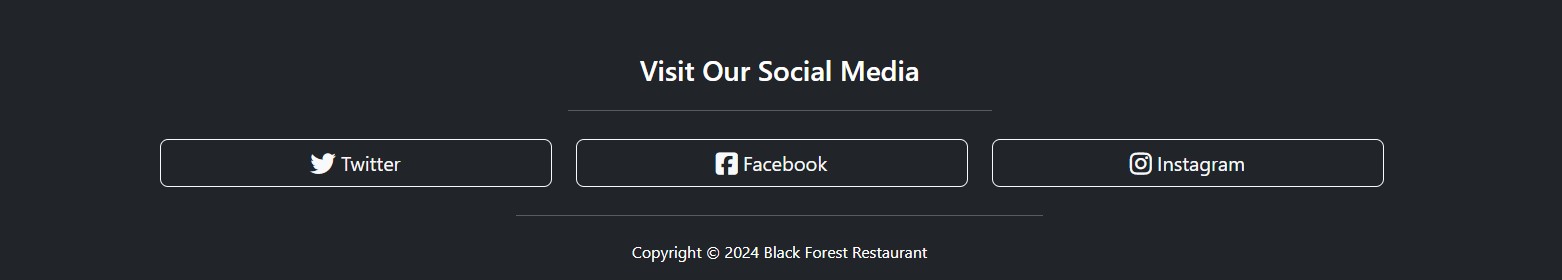 Visit Our Social Media
Twitter Facebook Instagram
Copyright © 2024 Black Forest Restaurant